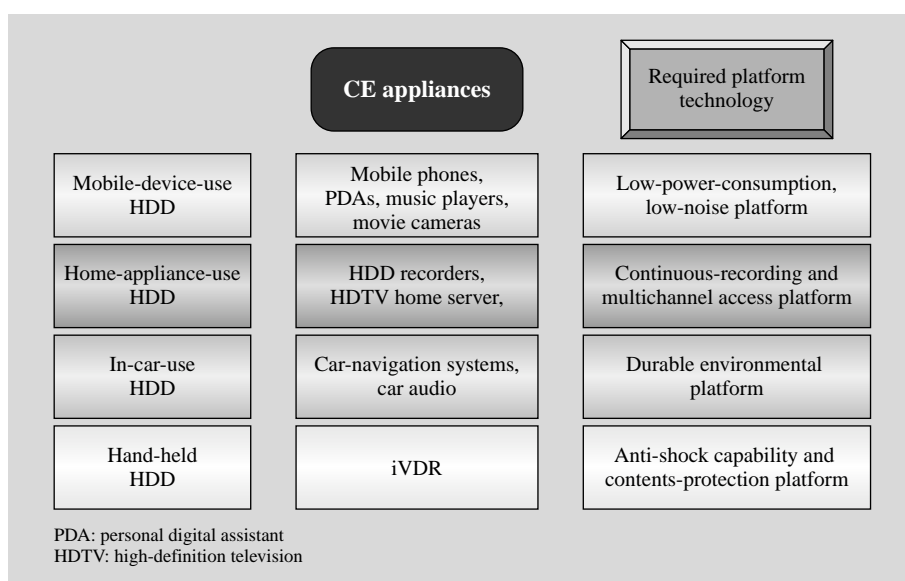 CE appliances
Required platform
technology
Mobile-device-use
HDD
Mobile phones,
PDAs, music players,
movie cameras
Low-power-consumption,
low-noise platform
Home-appliance-use
HDD
HDD recorders,
HDTV home server,
Continuous-recording and
multichannel access platform
In-car-use
HDD
Car-navigation systems,
car audio
Durable environmental
platform
Hand-held
HDD
iVDR
Anti-shock capability and
contents-protection platform
PDA: personal digital assistant
HDTV: high-definition television